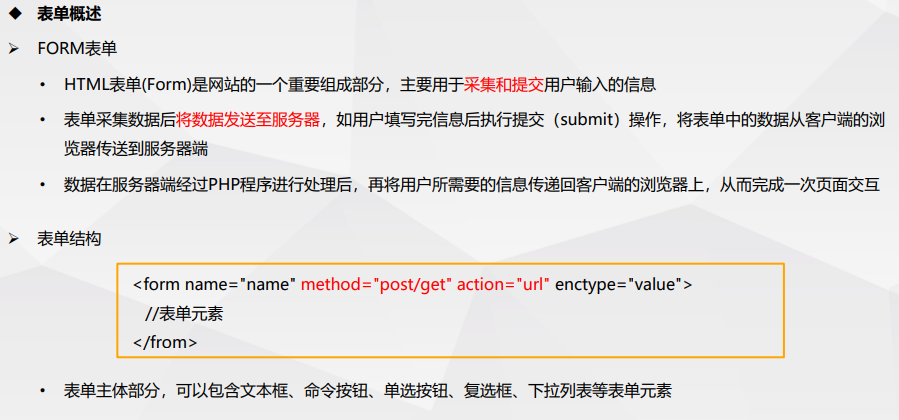 ◆ 表单概述
➢ FORM表单
• HTML表单(Form)是网站的一个重要组成部分，主要用于采集和提交用户输入的信息
• 表单采集数据后将数据发送至服务器，如用户填写完信息后执行提交（submit）操作，将表单中的数据从客户端的浏
览器传送到服务器端
• 数据在服务器端经过PHP程序进行处理后，再将用户所需要的信息传递回客户端的浏览器上，从而完成一次页面交互
➢ 表单结构
<form name="name" method="post/get" action="url" enctype="value">
//表单元素
</from>
• 表单主体部分，可以包含文本框、命令按钮、单选按钮、复选框、下拉列表等表单元素